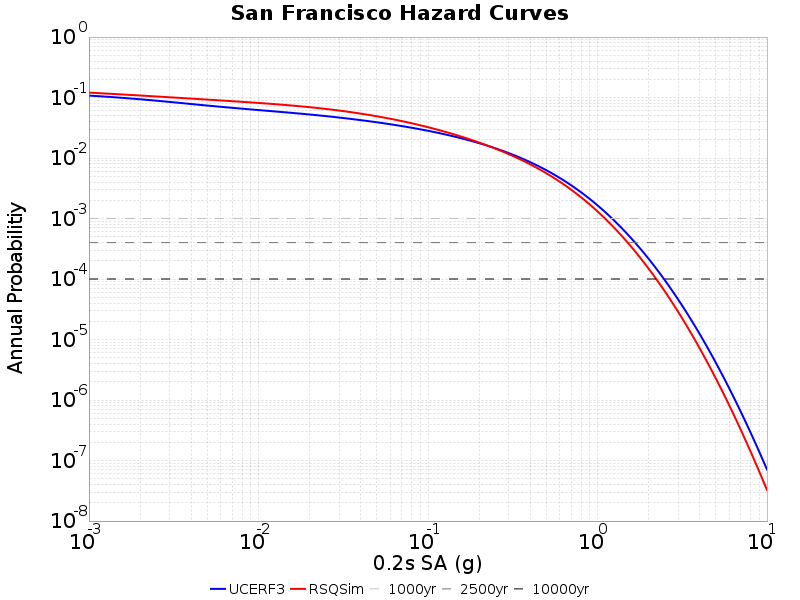 San Francisco Hazard Curves
Annual Probabilitiy
10^0
10^-1
10^-2
10^-3
10^-4
10^-5
10^-6
10^-7
10^-8
10^-3 10^-2 10^-1 10^0 10^1
0.2s SA (g)
UCERF3 RSQSim 1000yr 2500yr 10000yr